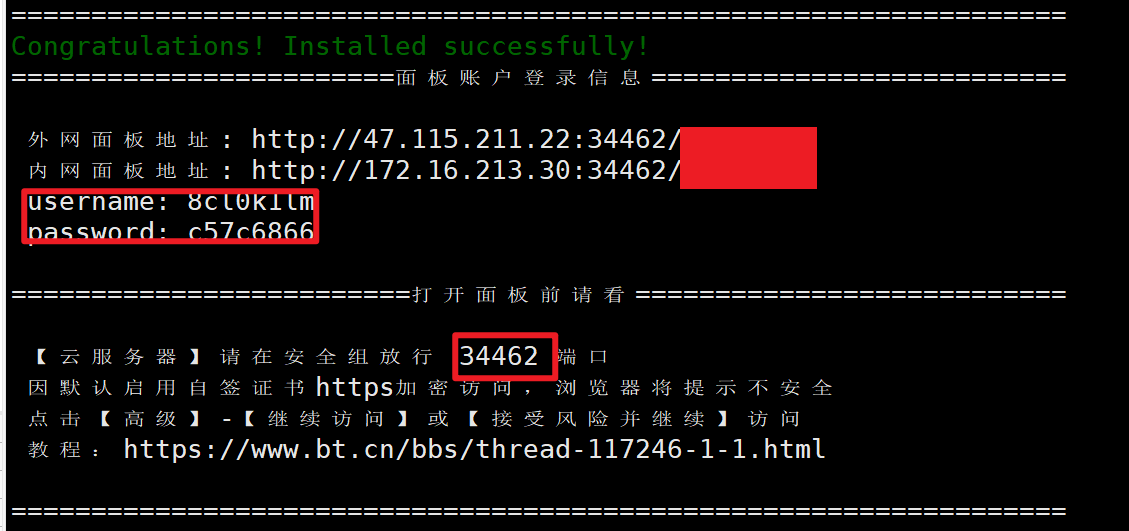 ==================================================================
Congratulations! Installed successfully!
==========================面板账户登录信息==========================
外网面板地址: http://47.115.211.22:34462/
内网面板地址: http://172.16.213.30:34462/
username: 8cl0k1lm
password: c57c6866
=========================打开面板前请看===========================
【云服务器】请在安全组放行 34462 端口
因默认启用自签证书https加密访问，浏览器将提示不安全
点击【高级】-【继续访问】或【接受风险并继续】访问
教程：https://www.bt.cn/bbs/thread-117246-1-1.html
==================================================================